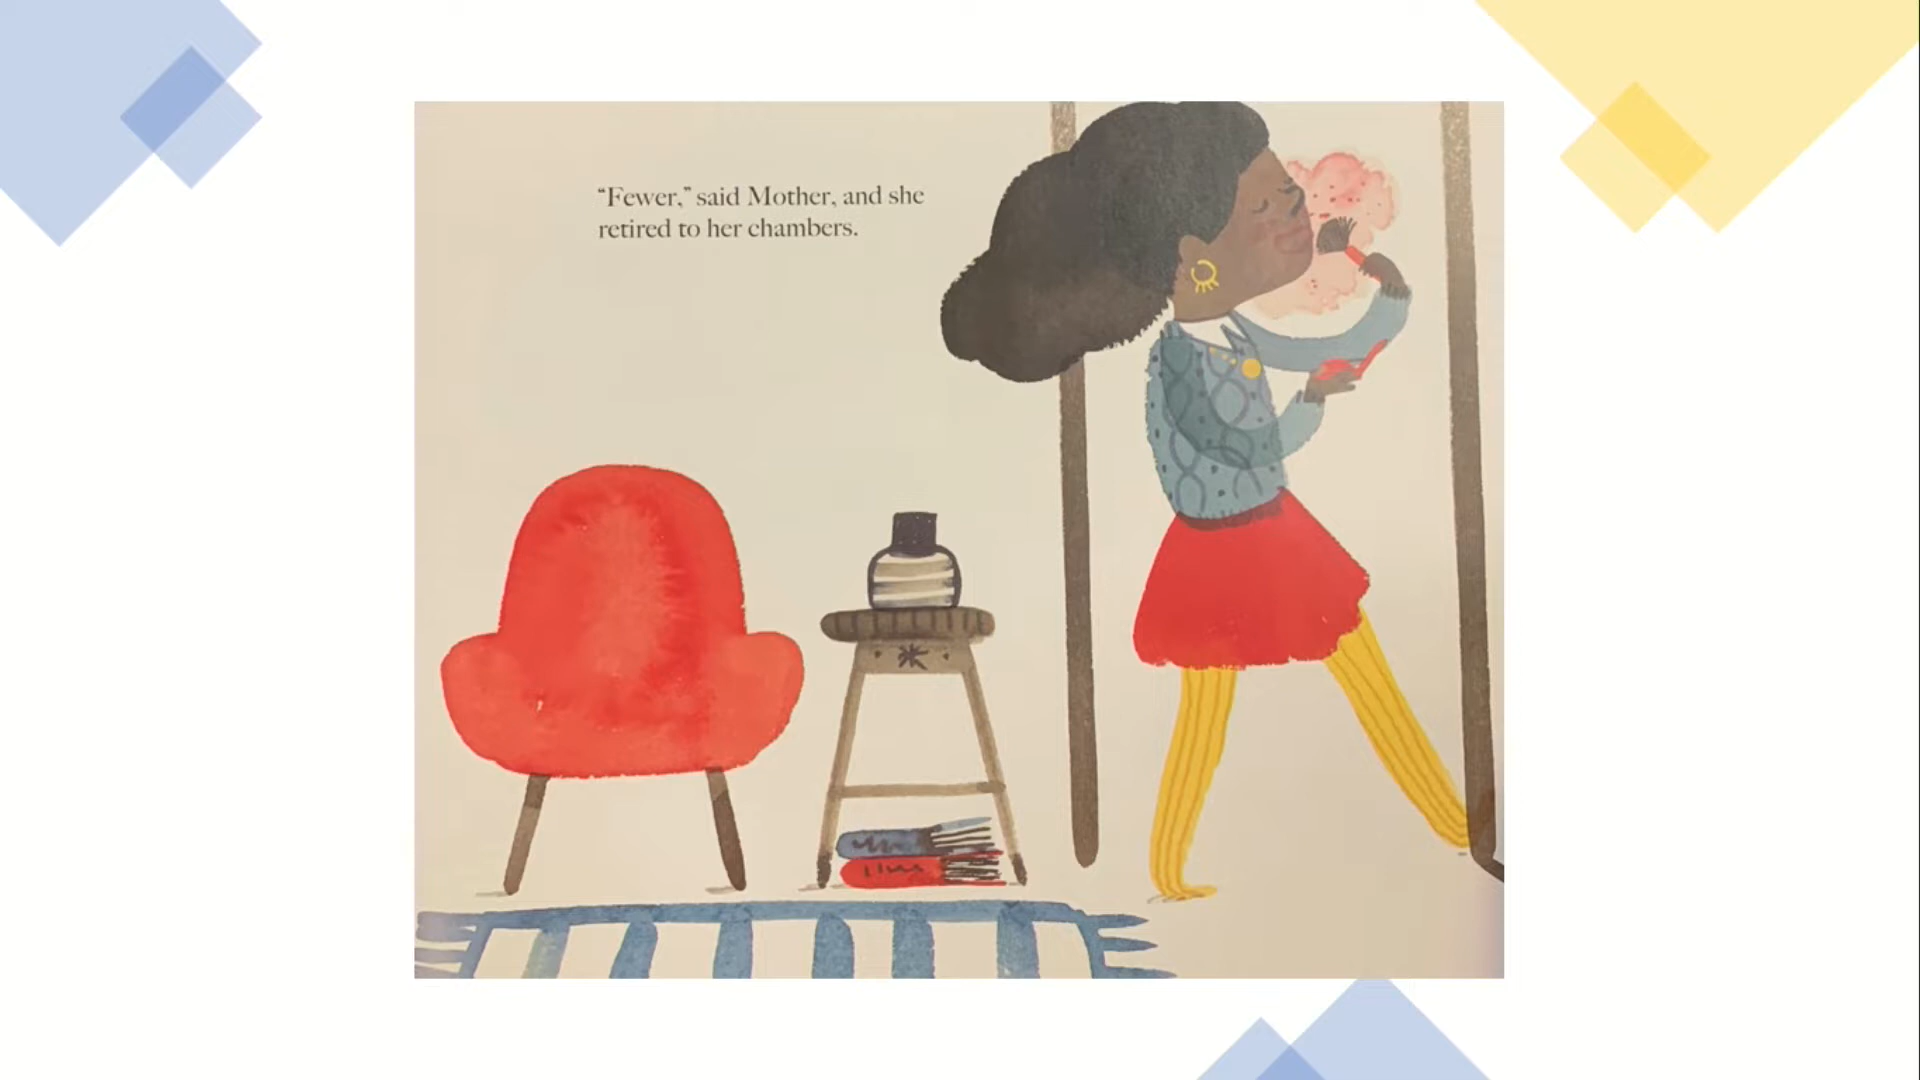 “Fewer,” said Mother, and she
retired to her chambers.